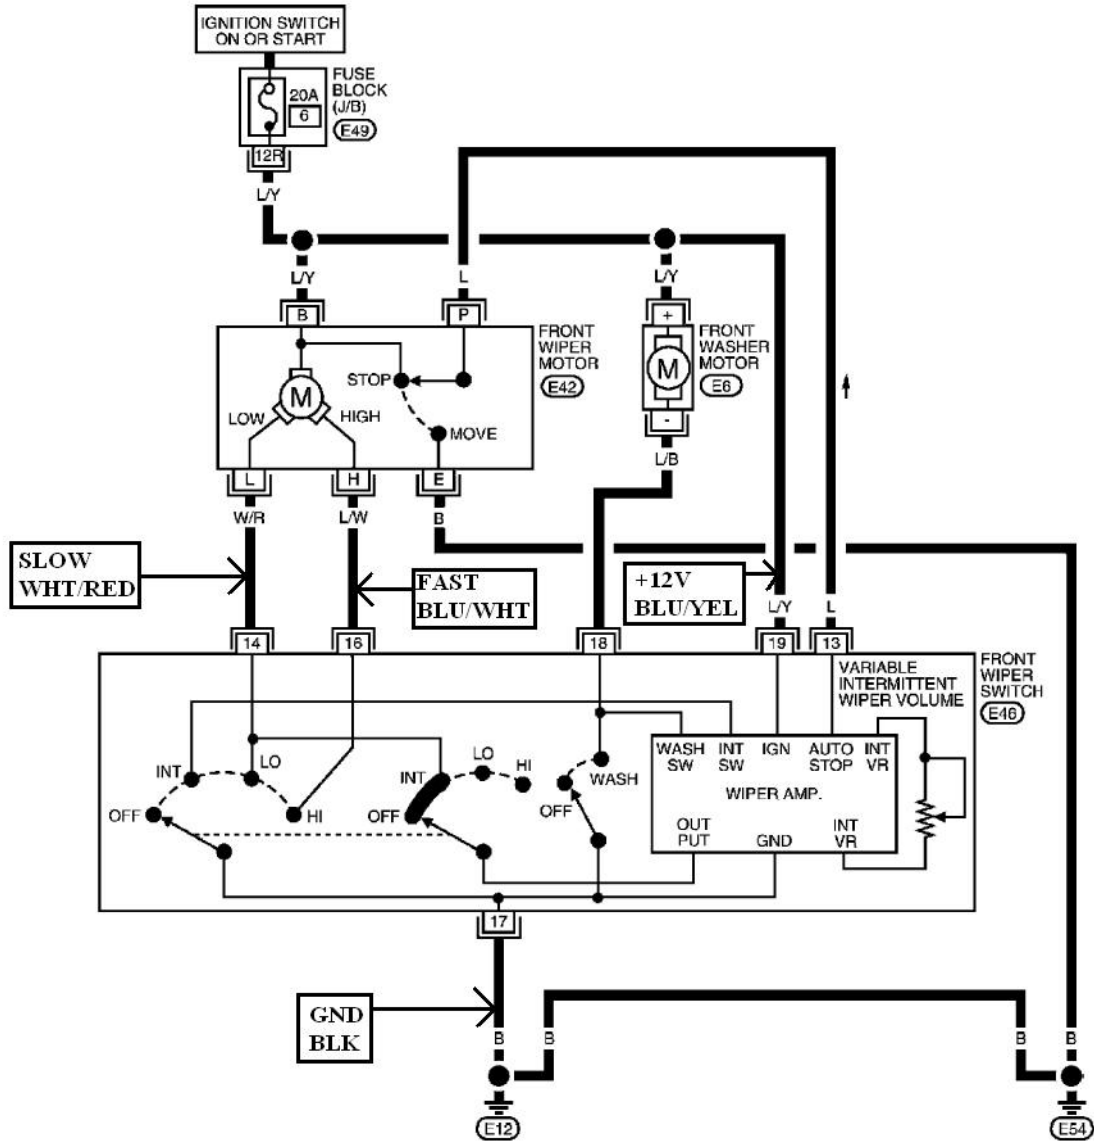 IGNITION SWITCH
ON OR START
FUSE
BLOCK
(J/B)
20A
6
E49
12R
L/Y
L/Y
L
L/Y
B
P
+
FRONT
WIPER
MOTOR
E42
FRONT
WASHER
MOTOR
E6
STOP
M
M
LOW
HIGH
MOVE
-
L
H
E
L/B
W/R
L/W
B
SLOW
WHT/RED
FAST
BLU/WHT
+12V
BLU/YEL
L/Y
L
14
16
18
19
13
FRONT
WIPER
SWITCH
E46
VARIABLE
INTERMITTENT
WIPER VOLUME
WASH
SW
INT
SW
IGN
AUTO
STOP
INT
VR
WIPER AMP.
OUT
PUT
GND
INT
VR
INT
LO
OFF
HI
INT
LO
HI
OFF
WASH
OFF
17
GND
BLK
B
B
B
B
E12
E54